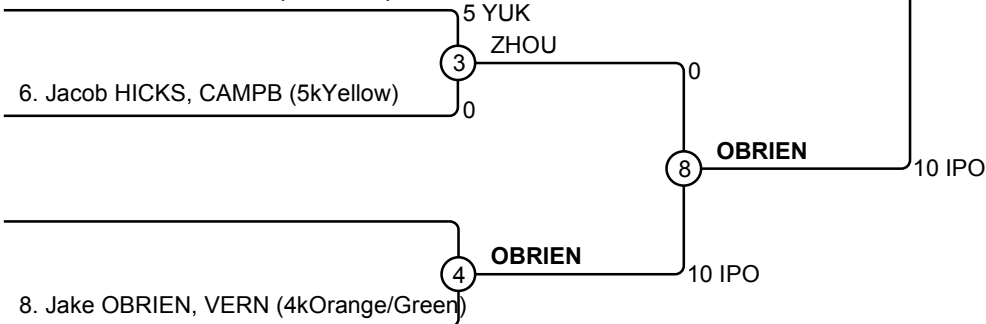 5 YUK
3
ZHOU
0
6. Jacob HICKS, CAMPB (5kYellow)
0
8
OBRIEN
10 IPO
4
OBRIEN
10 IPO
8. Jake OBRIEN, VERN (4kOrange/Green)